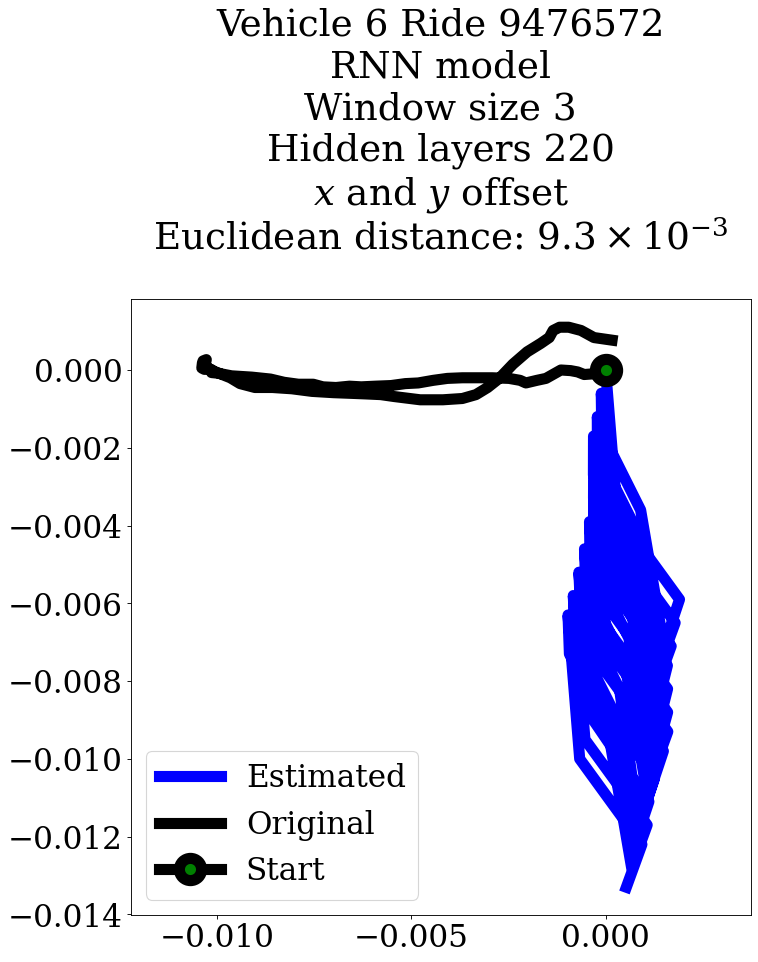 Vehicle 6 Ride 9476572
RNN model
Window size 3
Hidden layers 220
x and y offset
Euclidean distance: 9.3 × 10⁻³
0.000
−0.002
−0.004
−0.006
−0.008
−0.010
−0.012
−0.014
Estimated
Original
Start
−0.010 −0.005 0.000